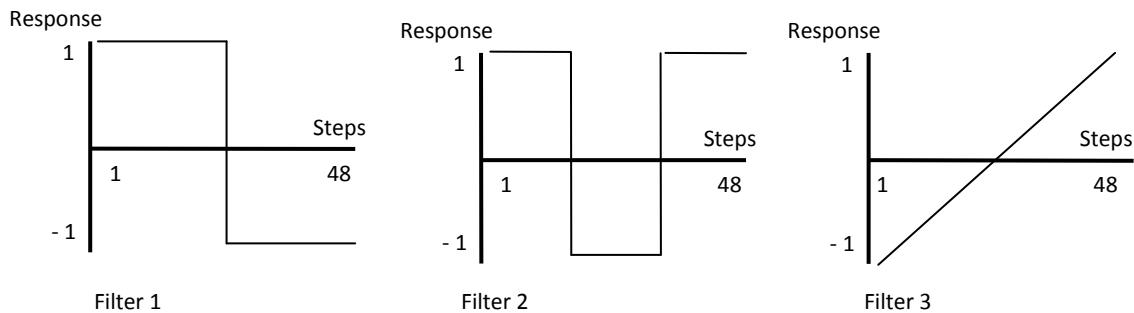 Response
1
Steps
1
48
- 1
Filter 1
Response
1
Steps
1
48
- 1
Filter 2
Response
1
Steps
1
48
- 1
Filter 3